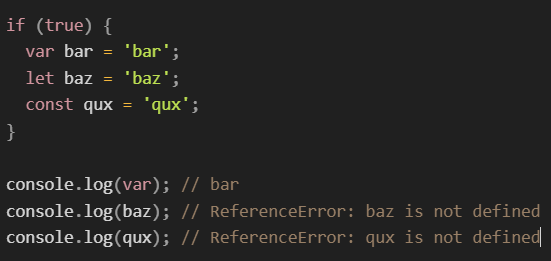 if (true) {
  var bar = 'bar';
  let baz = 'baz';
  const qux = 'qux';
}
console.log(var); // bar
console.log(baz); // ReferenceError: baz is not defined
console.log(qux); // ReferenceError: qux is not defined